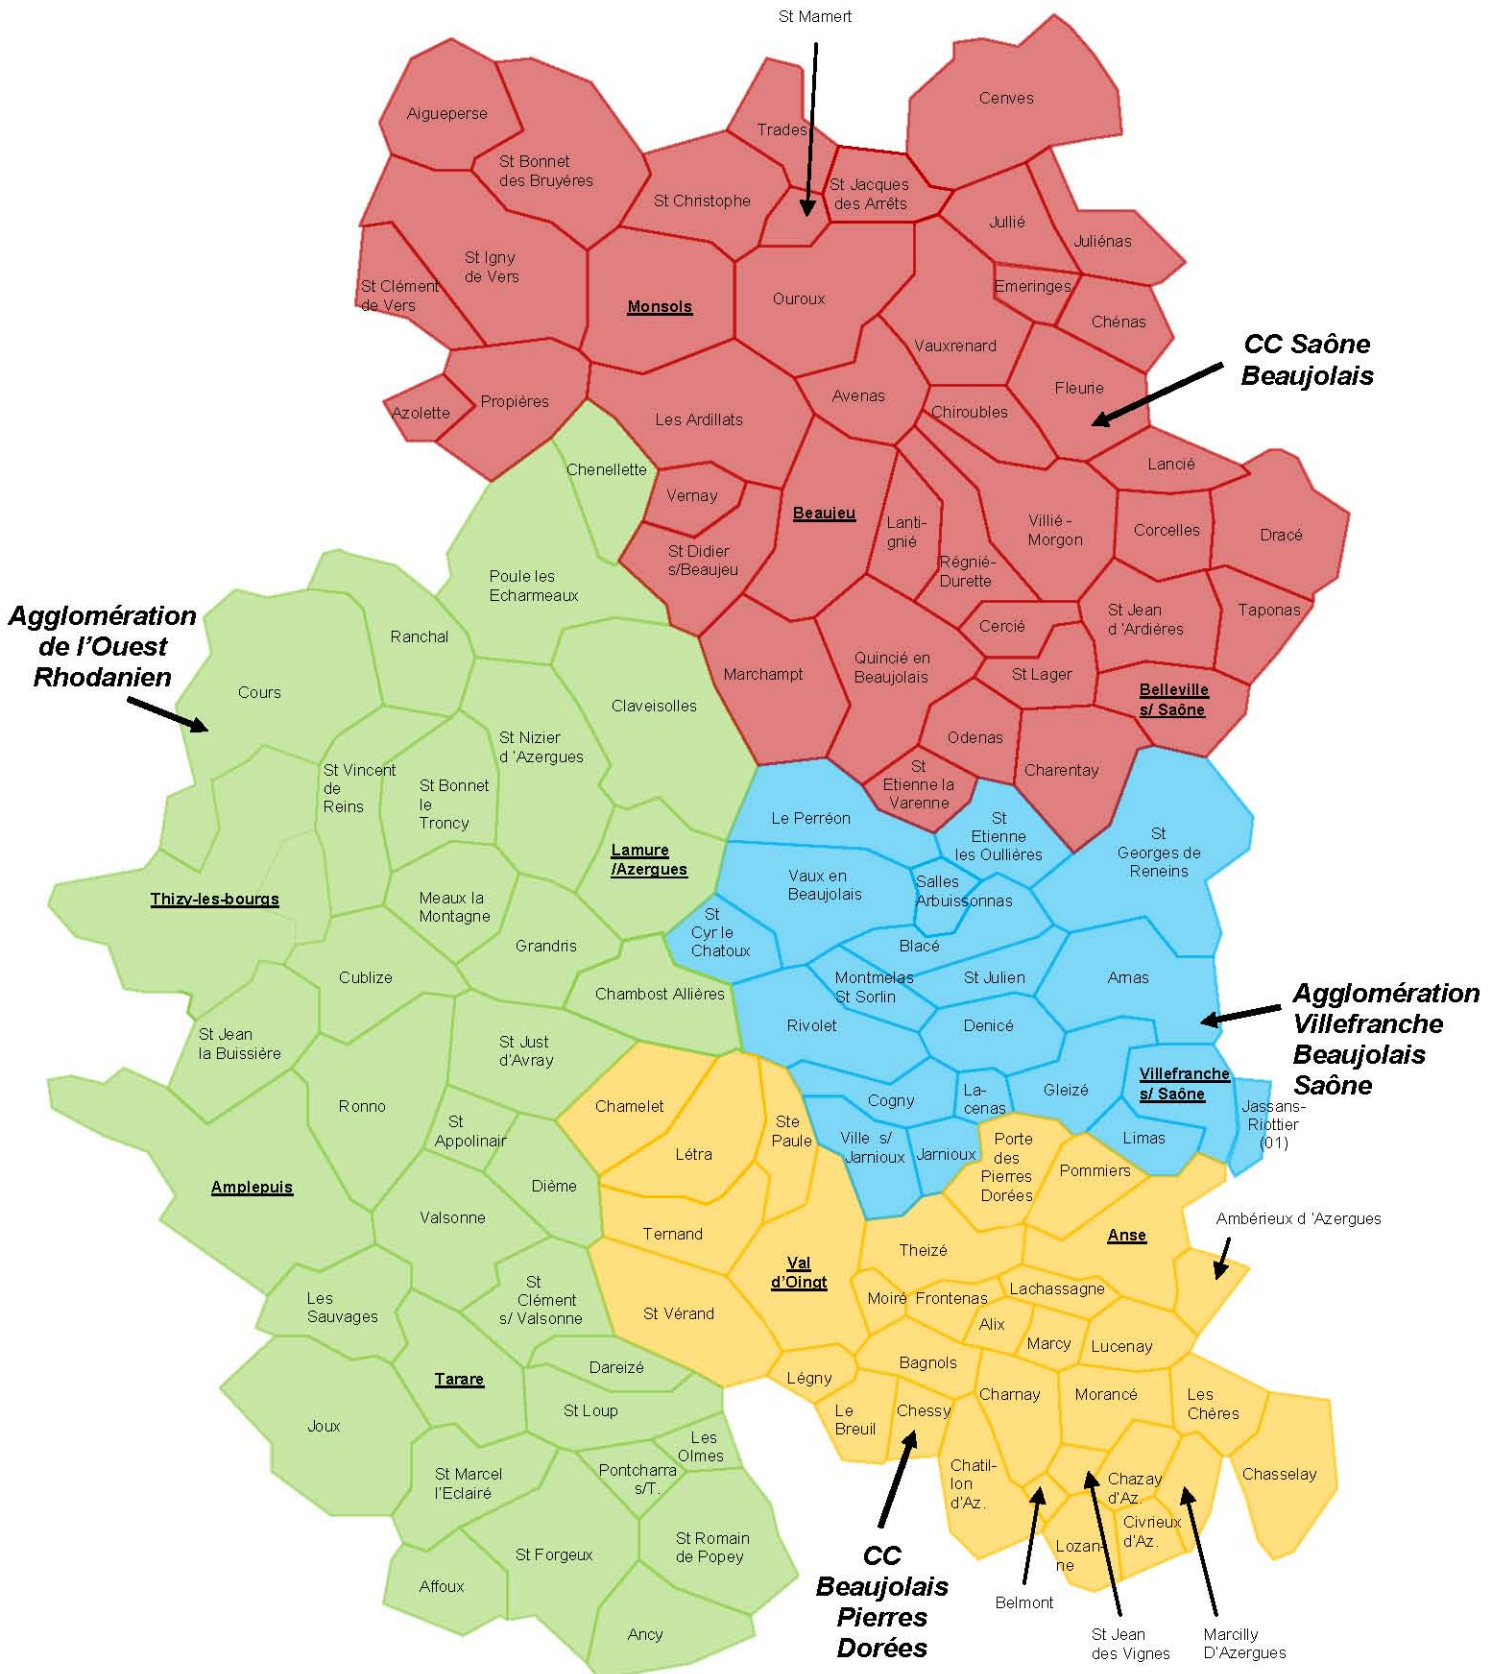 St Mamert
Cenves
Aigueperse
Trades
St Bonnet
des Bruyéres
St Jacques
des Arrêts
St Christophe
Jullié
Juliénas
St Igny
de Vers
St Clément
de Vers
Emeringes
Ouroux
Monsols
Chénas
Vauxrenard
CC Saône
Beaujolais
Fleurie
Avenas
Propières
Azolette
Chiroubles
Les Ardillats
Lancié
Chenellette
Vernay
Beaujeu
Lanti-
gnié
Villié -
Morgon
Corcelles
Dracé
St Didier
s/Beaujeu
Régnié-
Durette
Poule les
Echarmeaux
Agglomération
de l'Ouest
Rhodanien
Ranchal
Cercié
St Jean
d 'Ardières
Taponas
Quincié en
Beaujolais
Marchampt
St Lager
Cours
Belleville
s/ Saône
Claveisolles
Odenas
St Nizier
d 'Azergues
St
Etienne la
Varenne
Charentay
St Vincent
de
Reins
St Bonnet
le
Troncy
Le Perréon
St
Etienne
les Oullières
St
Georges de
Reneins
Lamure
/Azergues
Vaux en
Beaujolais
Salles
Arbuissonnas
Thizy-les-bourgs
Meaux la
Montagne
St
Cyr le
Chatoux
Grandris
Blacé
Cublize
Montmelas
St Sorlin
St Julien
Arnas
Chambost Allières
Agglomération
Villefranche
Beaujolais
Saône
St Jean
la Buissière
Rivolet
Denicé
St Just
d'Avray
Villefranche
s/ Saône
Ronno
Chamelet
Cogny
La-
cenas
Gleizé
Jassans-
Riottier
(01)
St
Appolinair
Ste
Paule
Ville s/
Jarnioux
Jarnioux
Porte
des
Pierres
Dorées
Limas
Létra
Pommiers
Amplepuis
Dième
Valsonne
Ternand
Ambérieux d 'Azergues
Anse
Theizé
Val
d'Oingt
St
Clément
s/ Valsonne
Les
Sauvages
Moiré
Frontenas
Lachassagne
St Vérand
Alix
Marcy
Lucenay
Dareizé
Bagnols
Tarare
Légny
Charnay
Morancé
Les
Chères
St Loup
Le
Breuil
Chessy
Joux
Les
Olmes
St Marcel
l'Eclairé
Pontcharra
s/T.
Chatil-
lon
d'Az.
Chazay
d'Az.
Chasselay
Civrieux
d'Az.
St Romain
de Popey
St Forgeux
Lozan-
ne
CC
Beaujolais
Pierres
Dorées
Affoux
Belmont
Ancy
St Jean
des Vignes
Marcilly
D'Azergues